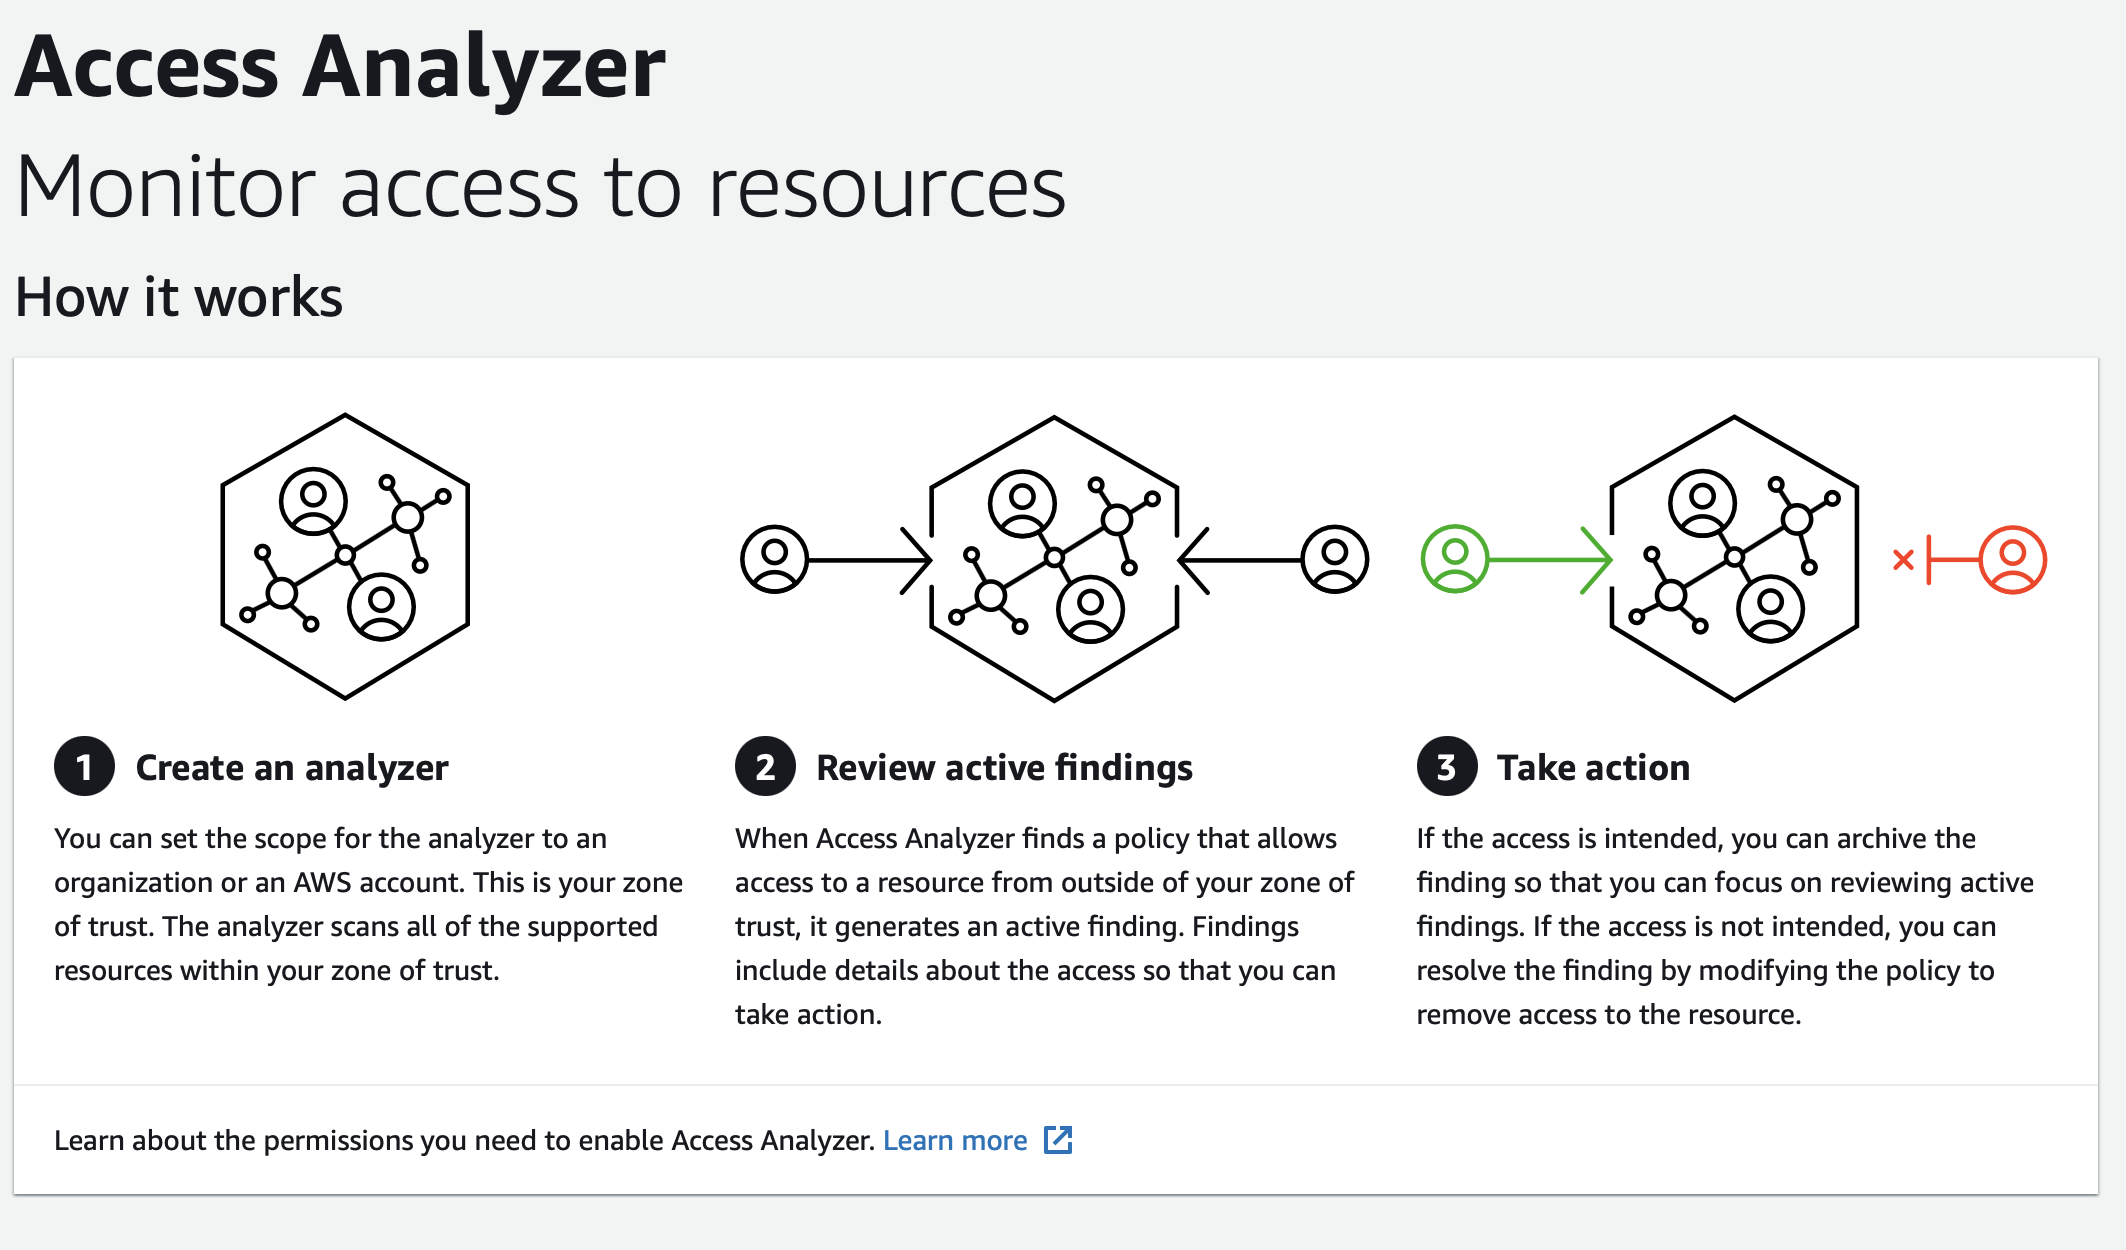 Access Analyzer
Monitor access to resources
How it works
1 Create an analyzer
You can set the scope for the analyzer to an
organization or an AWS account. This is your zone
of trust. The analyzer scans all of the supported
resources within your zone of trust.
2 Review active findings
When Access Analyzer finds a policy that allows
access to a resource from outside of your zone of
trust, it generates an active finding. Findings
include details about the access so that you can
take action.
3 Take action
If the access is intended, you can archive the
finding so that you can focus on reviewing active
findings. If the access is not intended, you can
resolve the finding by modifying the policy to
remove access to the resource.
Learn about the permissions you need to enable Access Analyzer. Learn more